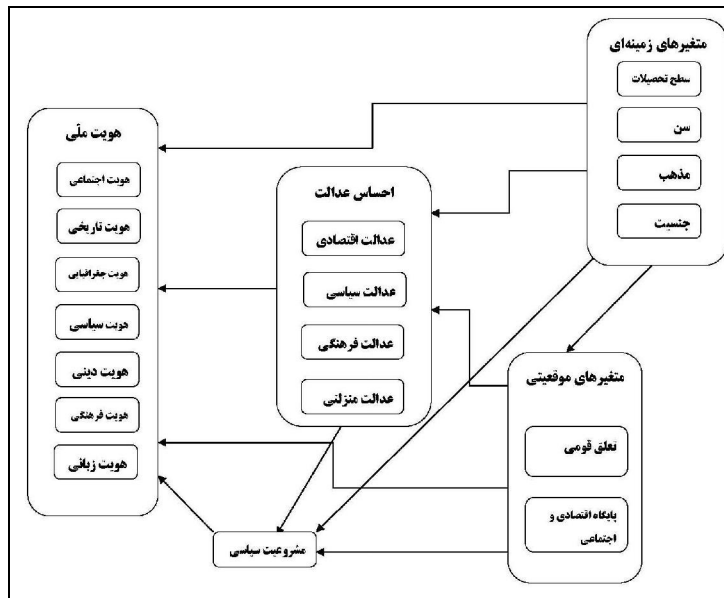 متغیرهای زمینه‌ای
سطح تحصیلات
سن
مذهب
جنسیت
متغیرهای موقعیتی
تعلق قومی
پایگاه اقتصادی و
اجتماعی
احساس عدالت
عدالت اقتصادی
عدالت سیاسی
عدالت فرهنگی
عدالت منزلتی
مشروعیت سیاسی
هویت ملّی
هویت اجتماعی
هویت تاریخی
هویت جغرافیایی
هویت سیاسی
هویت دینی
هویت فرهنگی
هویت زبانی